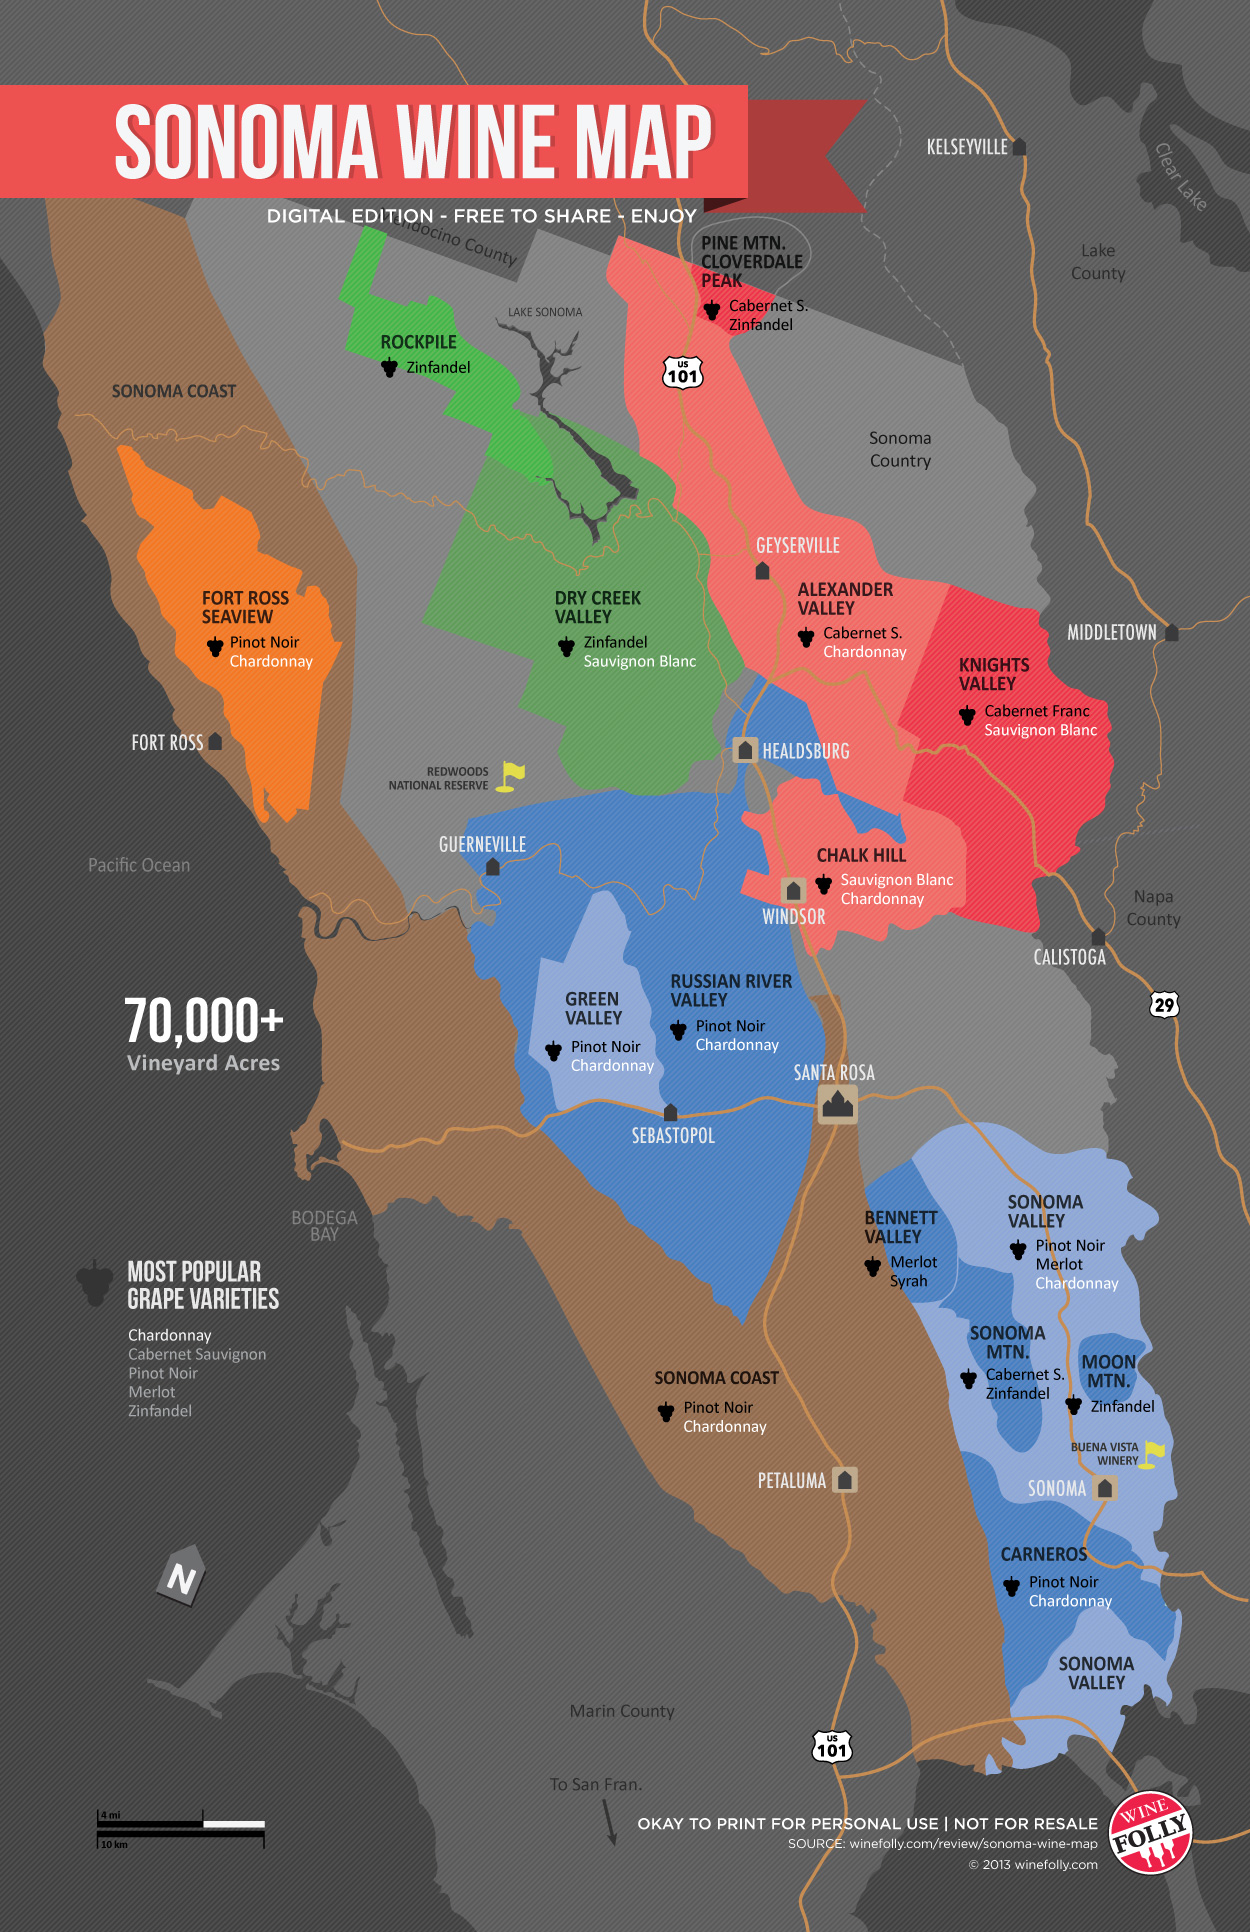 SONOMA WINE MAP
DIGITAL EDITION - FREE TO SHARE - ENJOY
KELSEYVILLE
Clear Lake
Lake
County
Mendocino County
PINE MTN.
CLOVERDALE
PEAK
Cabernet S.
Zinfandel
LAKE SONOMA
ROCKPILE
Zinfandel
US
101
SONOMA COAST
Sonoma
Country
GEYSERVILLE
ALEXANDER
VALLEY
Cabernet S.
Chardonnay
FORT ROSS
SEAVIEW
Pinot Noir
Chardonnay
DRY CREEK
VALLEY
Zinfandel
Sauvignon Blanc
MIDDLETOWN
KNIGHTS
VALLEY
Cabernet Franc
Sauvignon Blanc
FORT ROSS
HEALDSBURG
REDWOODS
NATIONAL RESERVE
GUERNEVILLE
Pacific Ocean
CHALK HILL
Sauvignon Blanc
Chardonnay
WINDSOR
Napa
County
CALISTOGA
29
70,000+
Vineyard Acres
GREEN
VALLEY
Pinot Noir
Chardonnay
RUSSIAN RIVER
VALLEY
Pinot Noir
Chardonnay
SANTA ROSA
SEBASTOPOL
BODEGA
BAY
BENNETT
VALLEY
Merlot
Syrah
SONOMA
VALLEY
Pinot Noir
Merlot
Chardonnay
MOST POPULAR
GRAPE VARIETIES
Chardonnay
Cabernet Sauvignon
Pinot Noir
Merlot
Zinfandel
SONOMA
MTN.
Cabernet S.
Zinfandel
MOON
MTN.
Zinfandel
SONOMA COAST
Pinot Noir
Chardonnay
BUENA VISTA
WINERY
PETALUMA
SONOMA
CARNEROS
Pinot Noir
Chardonnay
N
SONOMA
VALLEY
Marin County
US
101
To San Fran.
4 mi
10 km
OKAY TO PRINT FOR PERSONAL USE | NOT FOR RESALE
SOURCE: winefolly.com/review/sonoma-wine-map
© 2013 winefolly.com
WINE
FOLLY